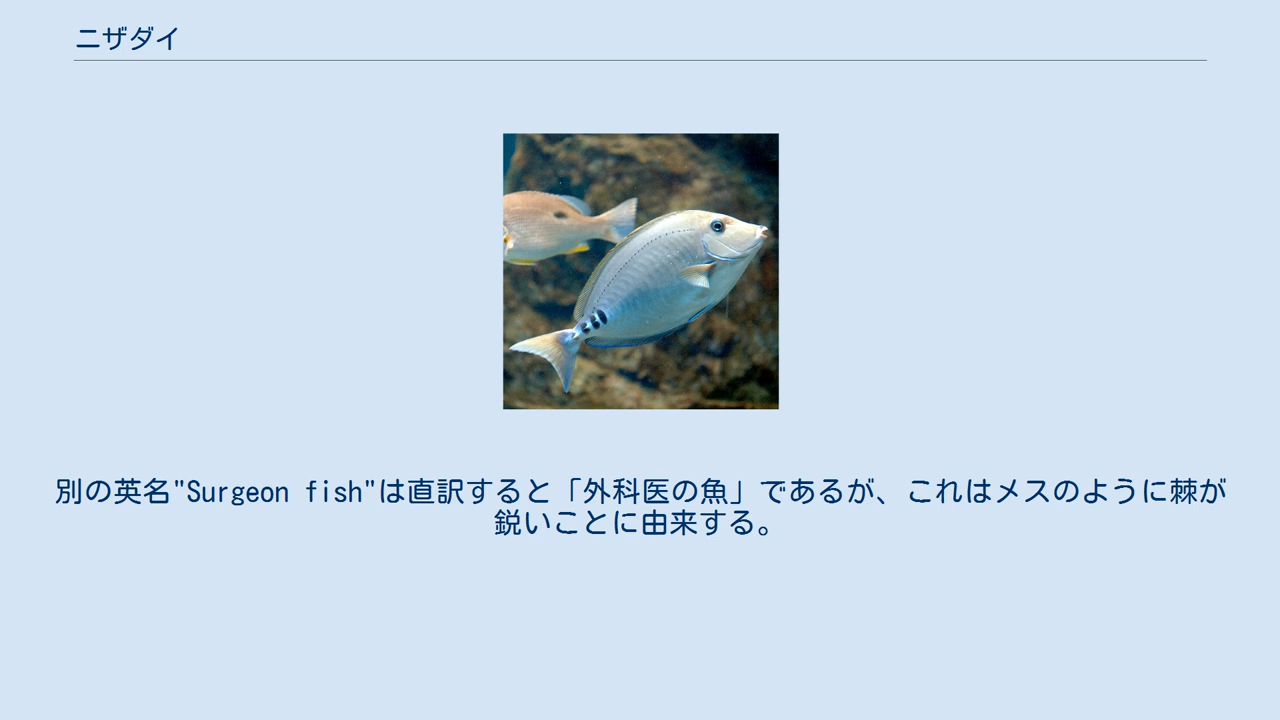 ニザダイ
別の英名"Surgeon fish"は直訳すると「外科医の魚」であるが、これはメスのように棘が
鋭いことに由来する。